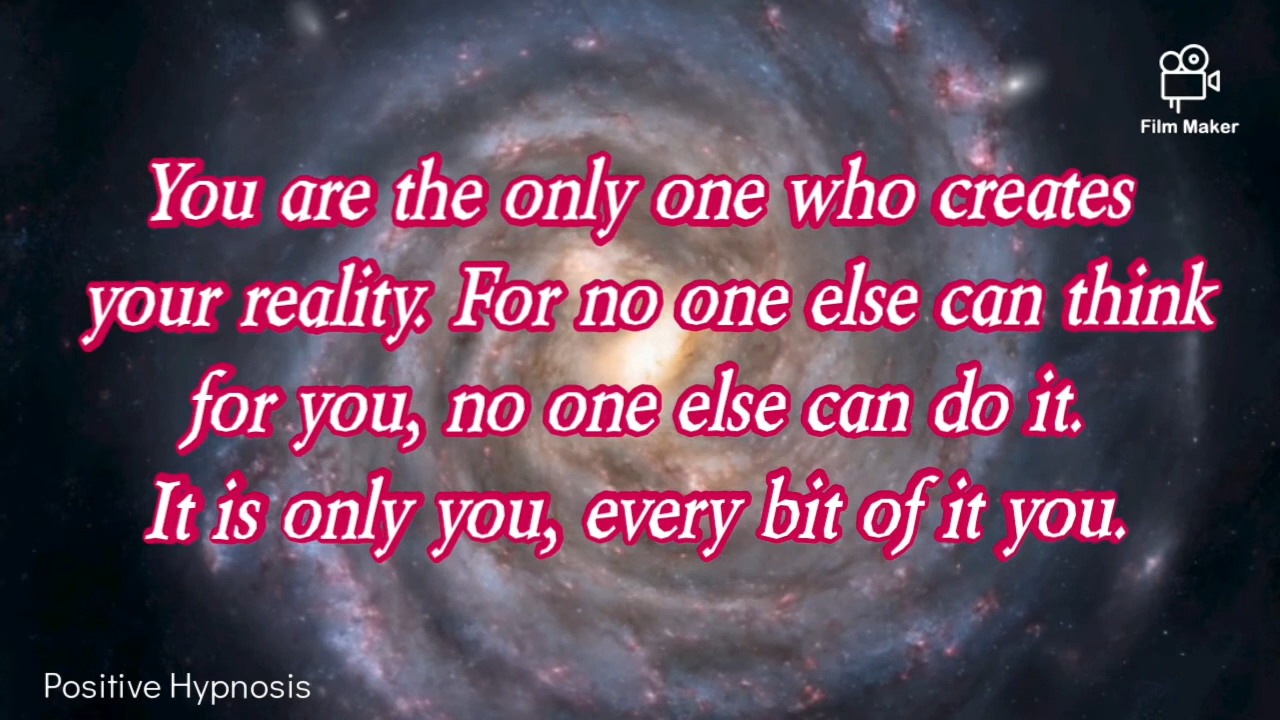 Film Maker
You are the only one who creates
your reality. For no one else can think
for you, no one else can do it.
It is only you, every bit of it you.
Positive Hypnosis